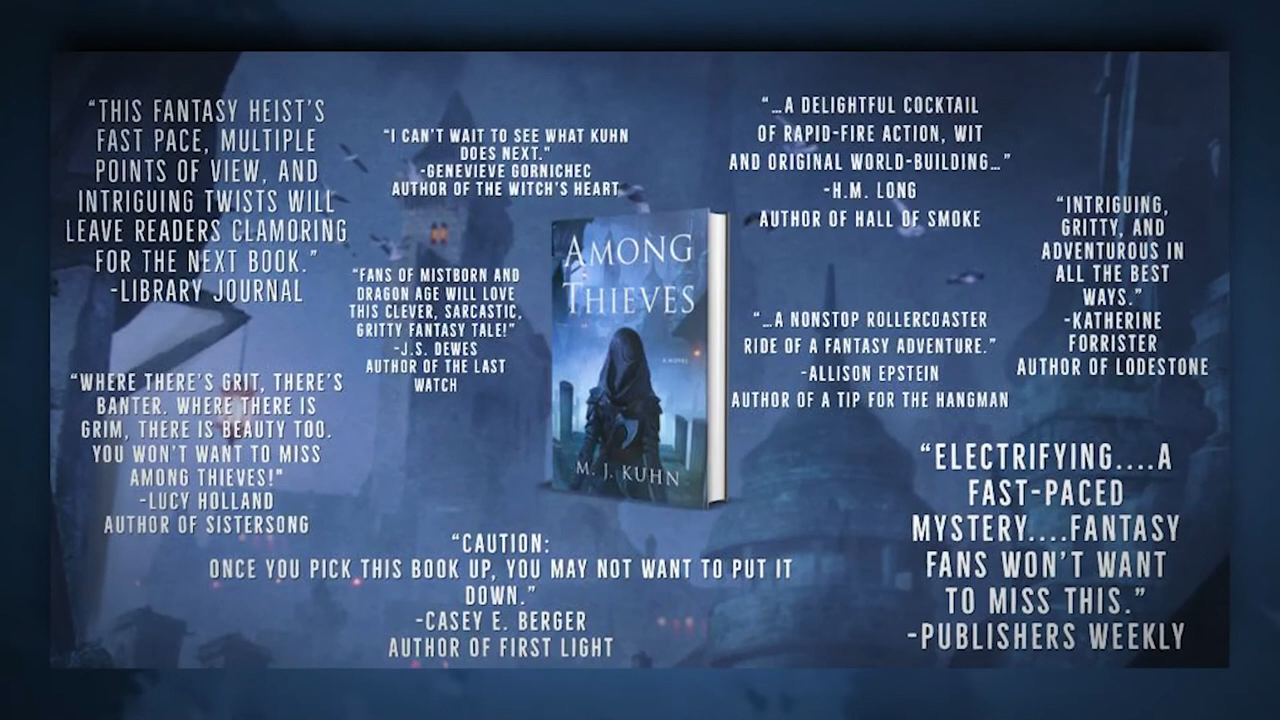 “THIS FANTASY HEIST’S
FAST PACE, MULTIPLE
POINTS OF VIEW, AND
INTRIGUING TWISTS WILL
LEAVE READERS CLAMORING
FOR THE NEXT BOOK.”
-LIBRARY JOURNAL
“WHERE THERE’S GRIT, THERE’S
BANTER. WHERE THERE IS
GRIM, THERE IS BEAUTY TOO.
YOU WON’T WANT TO MISS
AMONG THIEVES!"
-LUCY HOLLAND
AUTHOR OF SISTERSONG
“I CAN’T WAIT TO SEE WHAT KUHN
DOES NEXT.”
-GENEVIEVE GORNICHEC
AUTHOR OF THE WITCH’S HEART
“FANS OF MISTBORN AND
DRAGON AGE WILL LOVE
THIS CLEVER, SARCASTIC,
GRITTY FANTASY TALE!”
-J.S. DEWES
AUTHOR OF THE LAST
WATCH
AMONG
THIEVES
A NOVEL
M. J. KUHN
“CAUTION:
ONCE YOU PICK THIS BOOK UP, YOU MAY NOT WANT TO PUT IT
DOWN.”
-CASEY E. BERGER
AUTHOR OF FIRST LIGHT
“…A DELIGHTFUL COCKTAIL
OF RAPID-FIRE ACTION, WIT
AND ORIGINAL WORLD-BUILDING…”
-H.M. LONG
AUTHOR OF HALL OF SMOKE
“…A NONSTOP ROLLERCOASTER
RIDE OF A FANTASY ADVENTURE.”
-ALLISON EPSTEIN
AUTHOR OF A TIP FOR THE HANGMAN
“INTRIGUING,
GRITTY, AND
ADVENTUROUS IN
ALL THE BEST
WAYS.”
-KATHERINE
FORRISTER
AUTHOR OF LODESTONE
“ELECTRIFYING....A
FAST-PACED
MYSTERY....FANTASY
FANS WON’T WANT
TO MISS THIS.”
-PUBLISHERS WEEKLY